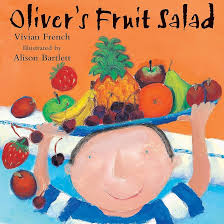 Oliver's Fruit Salad
Vivian French
Illustrated by
Alison Bartlett